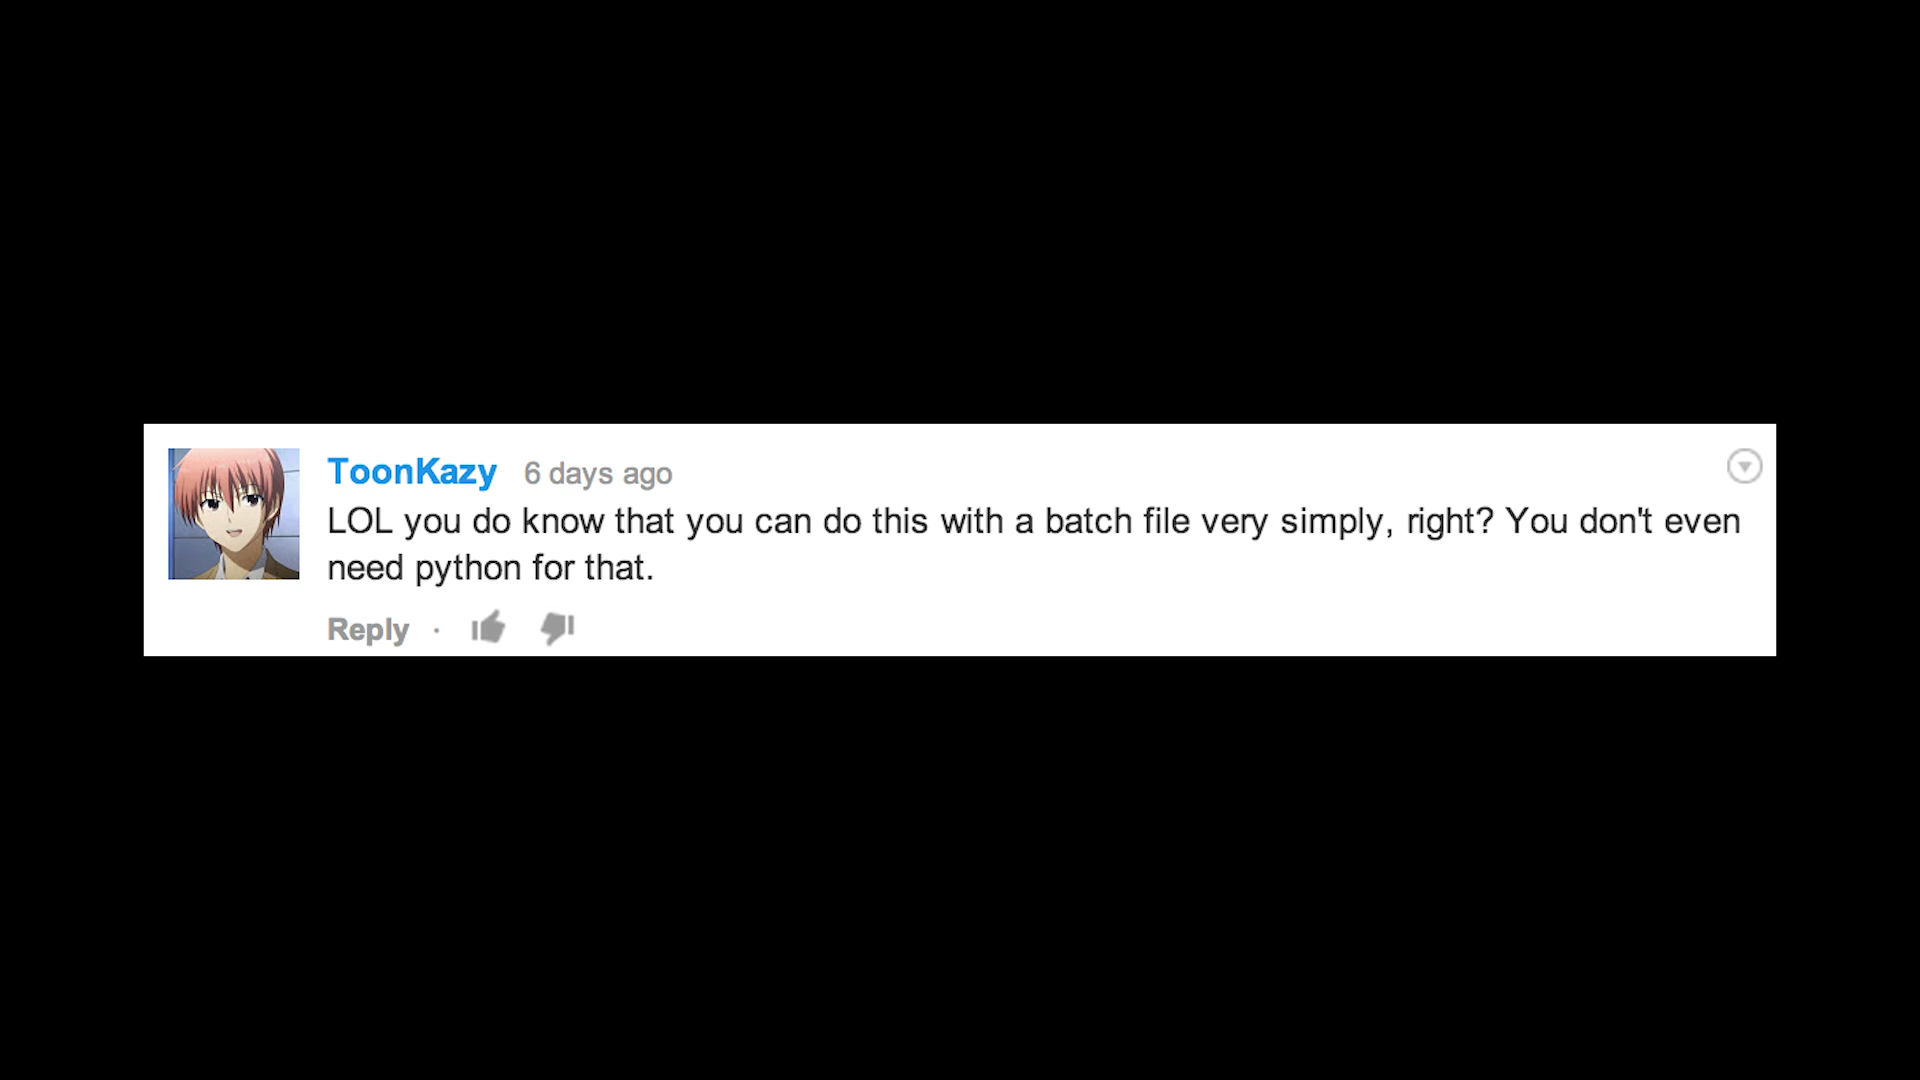 ToonKazy 6 days ago
LOL you do know that you can do this with a batch file very simply, right? You don't even
need python for that.
Reply ·